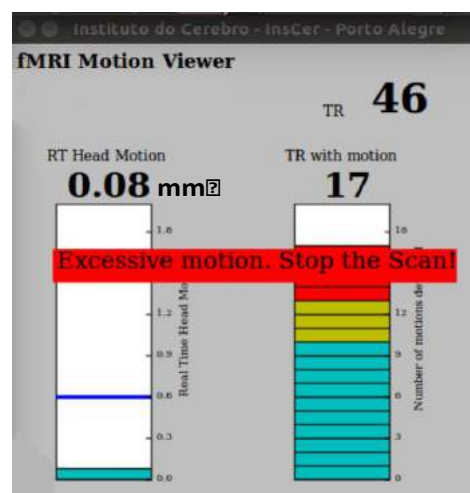 Instituto do Cerebro - InsCer - Porto Alegre
fMRI Motion Viewer
TR 46
RT Head Motion
0.08 mm
TR with motion
17
Excessive motion. Stop the Scan!
1.8
1.2
0.9
0.6
0.3
0.0
Real Time Head Mo
18
12
9
6
3
0
Number of motions de